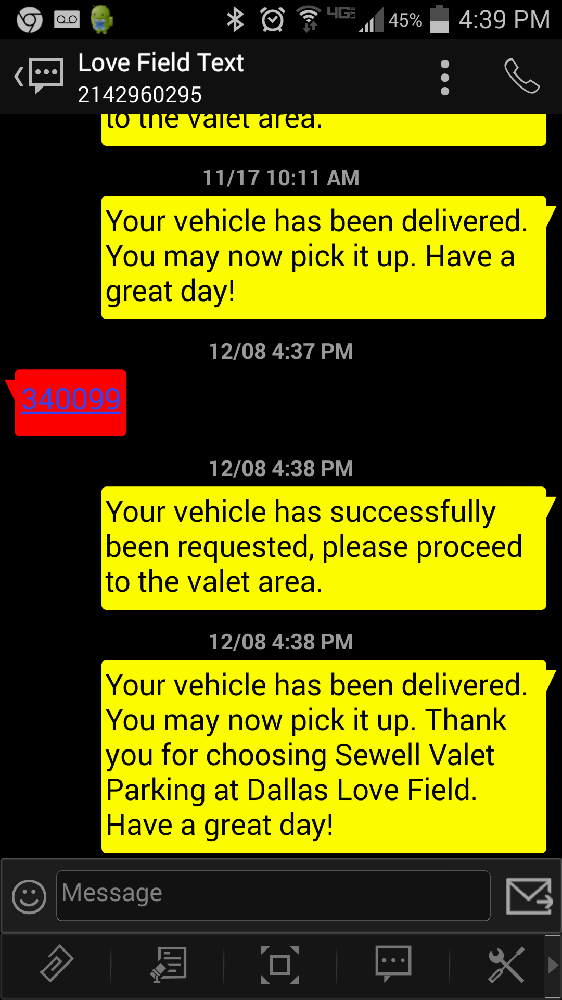 4G LTE 45% 4:39 PM
Love Field Text
2142960295
to the valet area.
11/17 10:11 AM
Your vehicle has been delivered.
You may now pick it up. Have a
great day!
12/08 4:37 PM
340099
12/08 4:38 PM
Your vehicle has successfully
been requested, please proceed
to the valet area.
12/08 4:38 PM
Your vehicle has been delivered.
You may now pick it up. Thank
you for choosing Sewell Valet
Parking at Dallas Love Field.
Have a great day!
Message